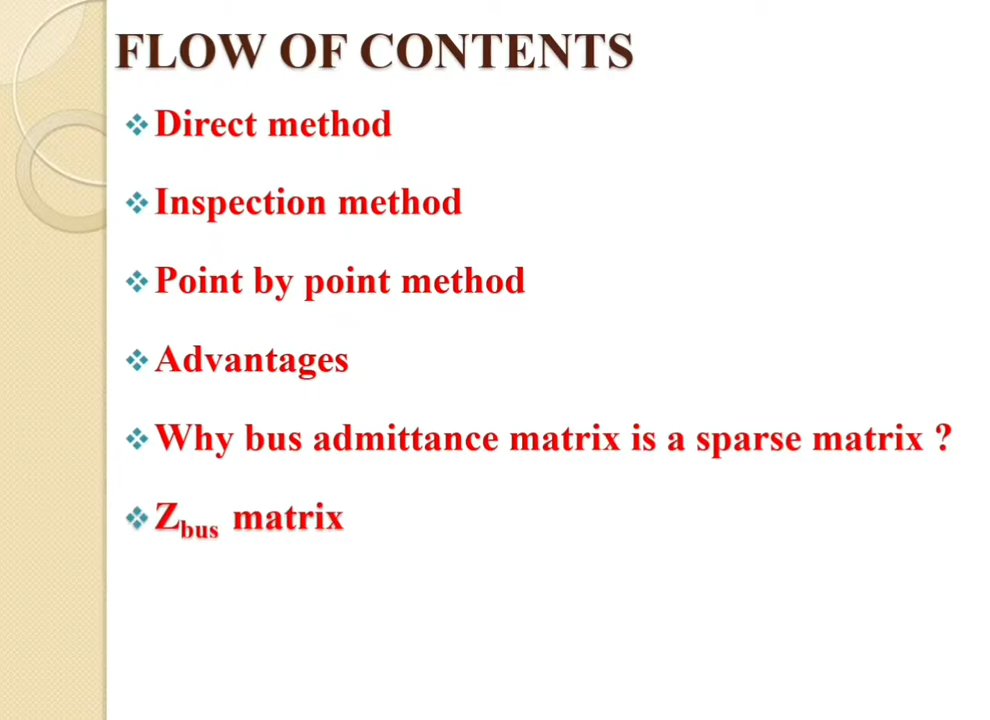 FLOW OF CONTENTS
Direct method
Inspection method
Point by point method
Advantages
Why bus admittance matrix is a sparse matrix ?
Zbus matrix